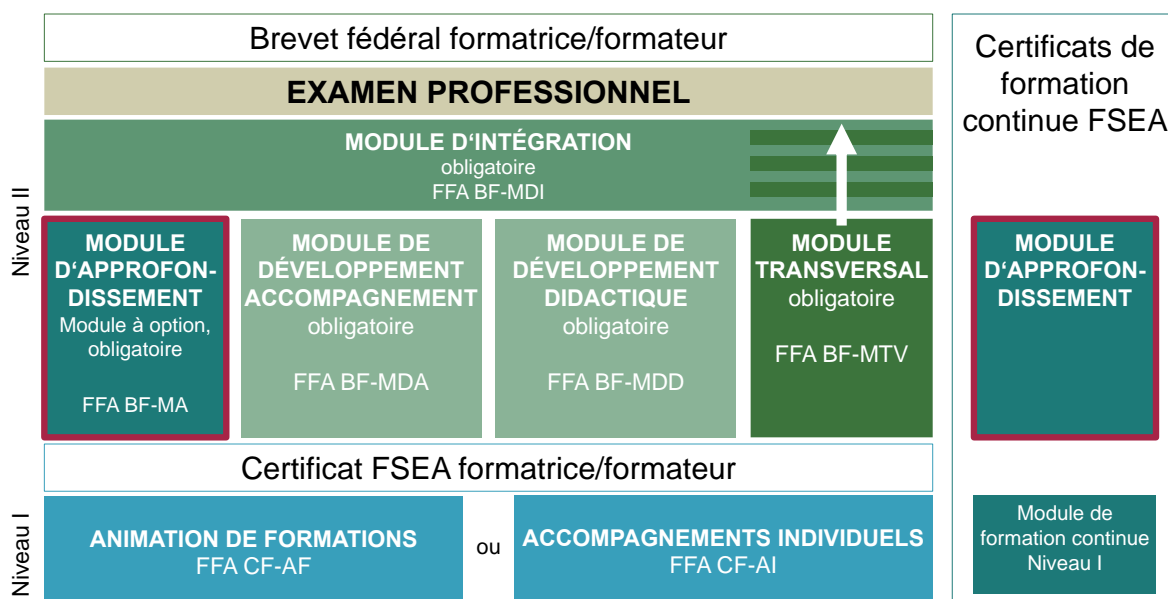 Brevet fédéral formatrice/formateur
EXAMEN PROFESSIONNEL
MODULE D‘INTÉGRATION
obligatoire
FFA BF-MDI
Niveau II
MODULE
D‘APPROFON-
DISSEMENT
Module à option,
obligatoire
FFA BF-MA
MODULE DE
DÉVELOPPEMENT
ACCOMPAGNEMENT
obligatoire
FFA BF-MDA
MODULE DE
DÉVELOPPEMENT
DIDACTIQUE
obligatoire
FFA BF-MDD
MODULE
TRANSVERSAL
obligatoire
FFA BF-MTV
Certificat FSEA formatrice/formateur
Niveau I
ANIMATION DE FORMATIONS
FFA CF-AF
ou
ACCOMPAGNEMENTS INDIVIDUELS
FFA CF-AI
Certificats de
formation
continue FSEA
MODULE
D‘APPROFON-
DISSEMENT
Module de
formation continue
Niveau I